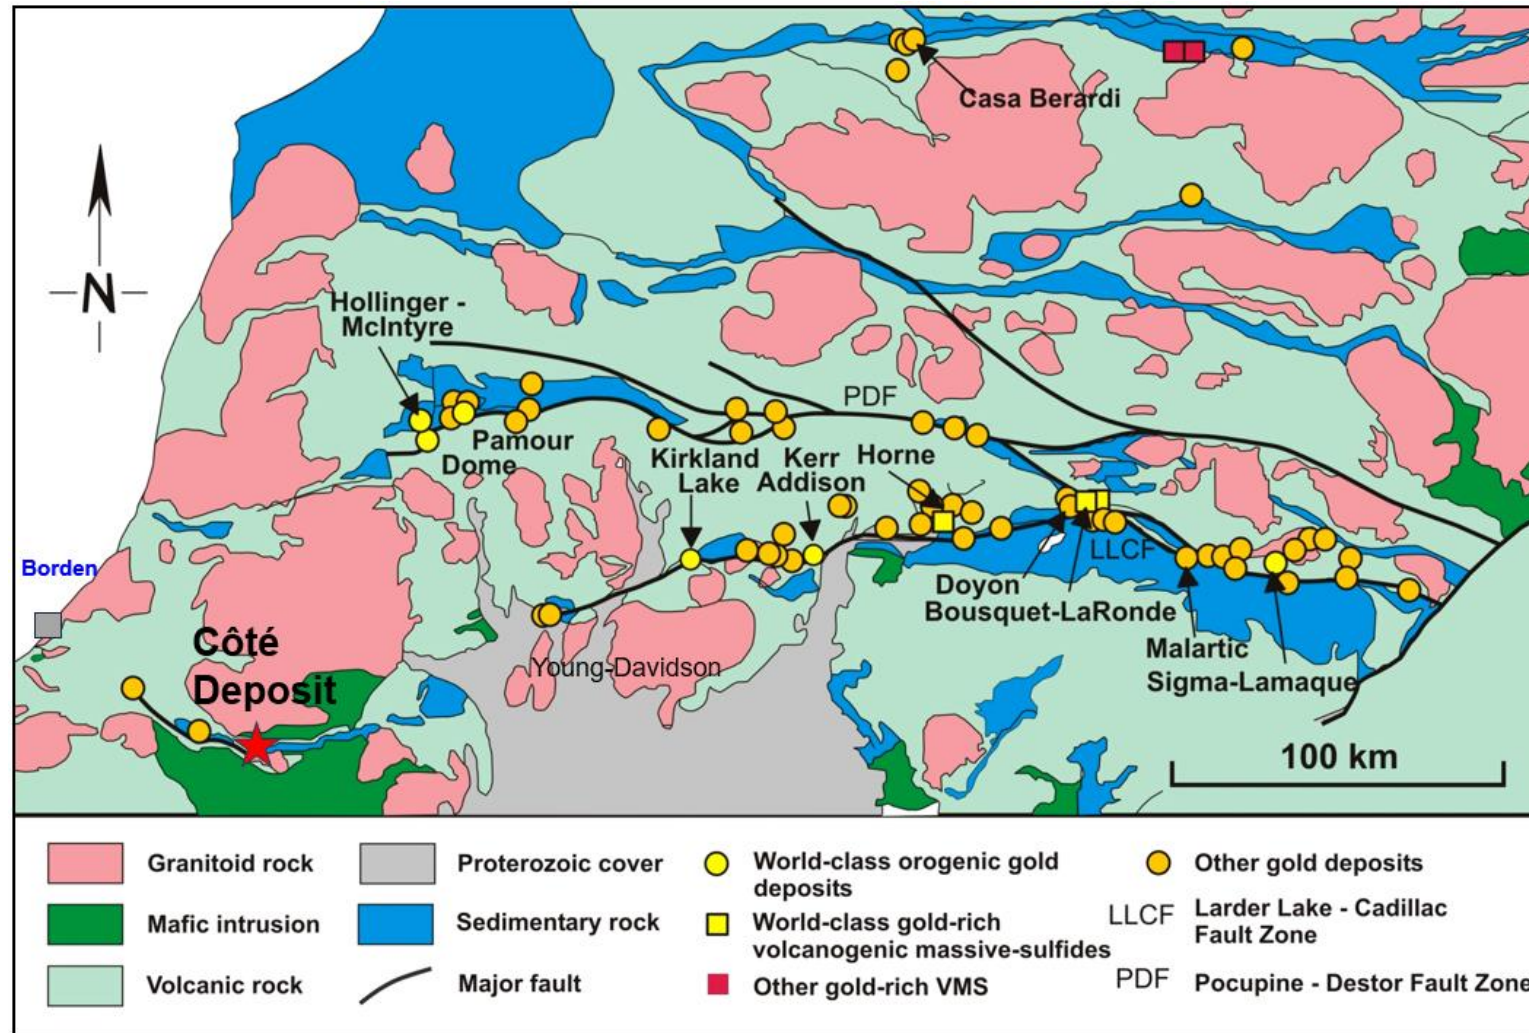 Casa Berardi
N
Hollinger -
McIntyre
PDF
Pamour
Dome
Kirkland
Lake
Kerr
Addison
Horne
LLCF
Borden
Doyon
Bousquet-LaRonde
Côté
Deposit
Young-Davidson
Malartic
Sigma-Lamaque
100 km
Granitoid rock
Proterozoic cover
World-class orogenic gold
deposits
Other gold deposits
Mafic intrusion
Sedimentary rock
World-class gold-rich
volcanogenic massive-sulfides
LLCF
Larder Lake - Cadillac
Fault Zone
Volcanic rock
Major fault
Other gold-rich VMS
PDF
Pocupine - Destor Fault Zone